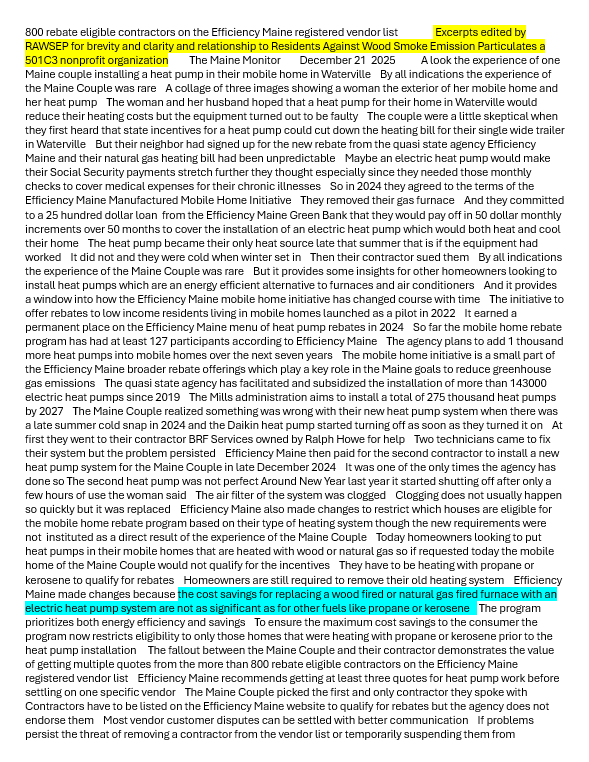 800 rebate eligible contractors on the Efficiency Maine registered vendor list Excerpts edited by
RAWSEP for brevity and clarity and relationship to Residents Against Wood Smoke Emission Particulates a
501C3 nonprofit organization The Maine Monitor December 21 2025 A look at the experience of one
Maine couple installing a heat pump in their mobile home in Waterville By all indications the experience of
the Maine Couple was rare A collage of three images showing a woman the exterior of her mobile home and
her heat pump The woman and her husband hoped that a heat pump for their home in Waterville would
reduce their heating costs but the equipment turned out to be faulty The couple were a little skeptical when
they first heard that state incentives for a heat pump could cut down the heating bill for their single wide trailer
in Waterville But their neighbor had signed up for the new rebate from the quasi state agency Efficiency
Maine and their natural gas heating bill had been unpredictable Maybe an electric heat pump would make
their Social Security payments stretch further they thought especially since they needed those monthly
checks to cover medical expenses for their chronic illnesses So in 2024 they agreed to the terms of the
Efficiency Maine Manufactured Mobile Home Initiative They removed their gas furnace And they committed
to a 25 hundred dollar loan from the Efficiency Maine Green Bank that they would pay off in 50 dollar monthly
increments over 50 months to cover the installation of an electric heat pump which would both heat and cool
their home The heat pump became their only heat source late that summer that is if the equipment had
worked It did not and they were cold when winter set in Then their contractor sued them By all indications
the experience of the Maine Couple was rare But it provides some insights for other homeowners looking to
install heat pumps which are an energy efficient alternative to furnaces and air conditioners And it provides
a window into how the Efficiency Maine mobile home initiative has changed course with time The initiative to
offer rebates to low income residents living in mobile homes launched as a pilot in 2022 It earned a
permanent place on the Efficiency Maine menu of heat pump rebates in 2024 So far the mobile home rebate
program has had at least 127 participants according to Efficiency Maine The agency plans to add 1 thousand
more heat pumps into mobile homes over the next seven years The mobile home initiative is a small part of
the Efficiency Maine broader rebate offerings which play a key role in the Maine goals to reduce greenhouse
gas emissions The quasi state agency has facilitated and subsidized the installation of more than 143000
electric heat pumps since 2019 The Mills administration aims to install a total of 275 thousand heat pumps
by 2027 The Maine Couple realized something was wrong with their new heat pump system when there was
a late summer cold snap in 2024 and the Daikin heat pump started turning off as soon as they turned it on At
first they went to their contractor BRF Services owned by Ralph Howe for help Two technicians came to fix
their system but the problem persisted Efficiency Maine then paid for the second contractor to install a new
heat pump system for the Maine Couple in late December 2024 It was one of the only times the agency has
done so The second heat pump was not perfect Around New Year last year it started shutting off after only a
few hours of use the woman said The air filter of the system was clogged Clogging does not usually happen
so quickly but it was replaced Efficiency Maine also made changes to restrict which houses are eligible for
the mobile home rebate program based on their type of heating system though the new requirements were
not instituted as a direct result of the experience of the Maine Couple Today homeowners looking to put
heat pumps in their mobile homes that are heated with wood or natural gas so if requested today the mobile
home of the Maine Couple would not qualify for the incentives They have to be heating with propane or
kerosene to qualify for rebates Homeowners are still required to remove their old heating system Efficiency
Maine made changes because the cost savings for replacing a wood fired or natural gas fired furnace with an
electric heat pump system are not as significant as for other fuels like propane or kerosene The program
prioritizes both energy efficiency and savings To ensure the maximum cost savings to the consumer the
program now restricts eligibility to only those homes that were heating with propane or kerosene prior to the
heat pump installation The fallout between the Maine Couple and their contractor demonstrates the value
of getting multiple quotes from the more than 800 rebate eligible contractors on the Efficiency Maine
registered vendor list Efficiency Maine recommends getting at least three quotes for heat pump work before
settling on one specific vendor The Maine Couple picked the first and only contractor they spoke with
Contractors have to be listed on the Efficiency Maine website to qualify for rebates but the agency does not
endorse them Most vendor customer disputes can be settled with better communication If problems
persist the threat of removing a contractor from the vendor list or temporarily suspending them from